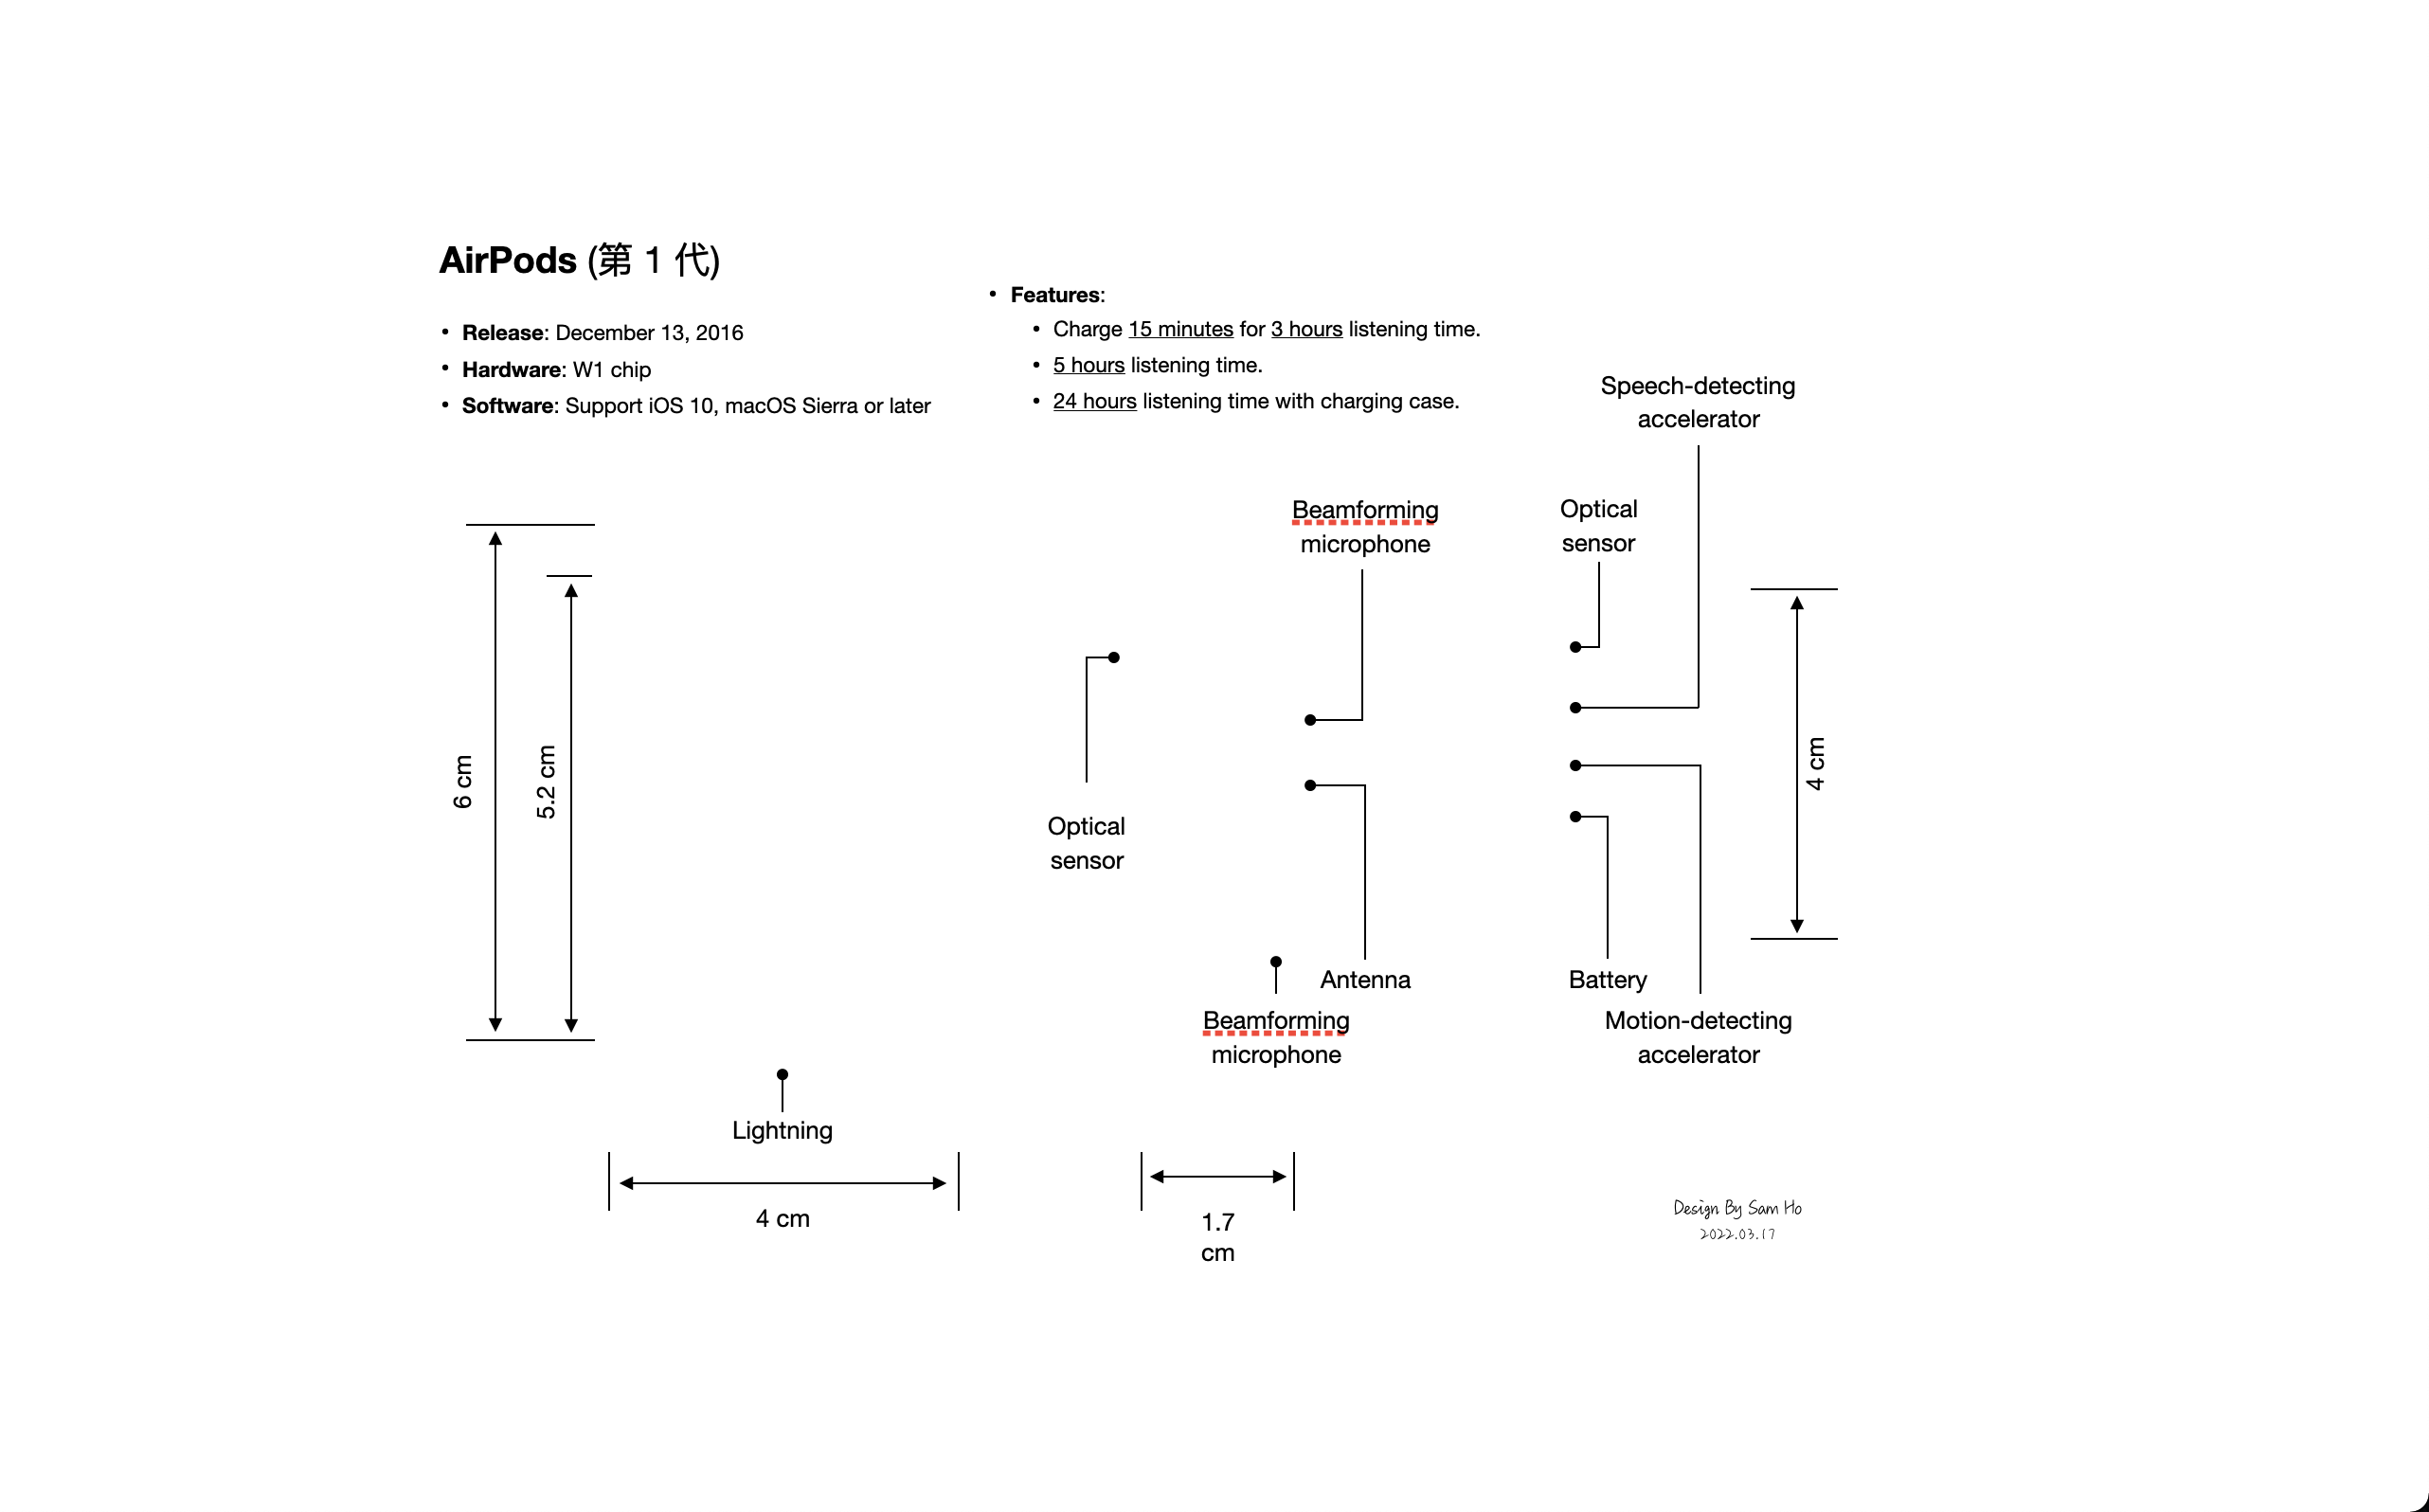 AirPods (第 1 代)
• Release: December 13, 2016
• Hardware: W1 chip
• Software: Support iOS 10, macOS Sierra or later
• Features:
• Charge 15 minutes for 3 hours listening time.
• 5 hours listening time.
• 24 hours listening time with charging case.
Speech-detecting
accelerator
Beamforming
microphone
Optical
sensor
6 cm
5.2 cm
4 cm
Optical
sensor
Antenna
Battery
Beamforming
microphone
Motion-detecting
accelerator
Lightning
4 cm
1.7
cm
Design By Sam Ho
2022.03.17